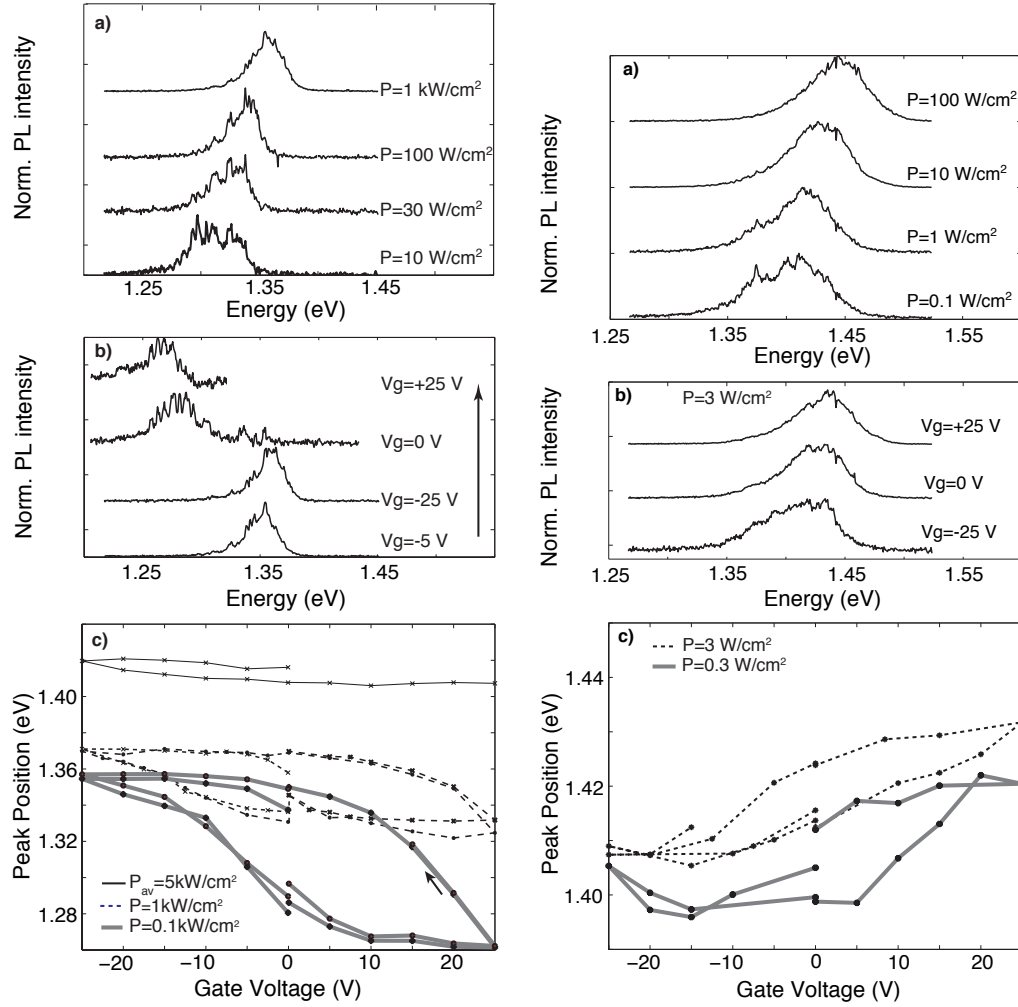 a)
Norm. PL intensity
P=1 kW/cm²
P=100 W/cm²
P=30 W/cm²
P=10 W/cm²
1.25
1.35
1.45
Energy (eV)
b)
Norm. PL intensity
Vg=+25 V
Vg=0 V
Vg=-25 V
Vg=-5 V
1.25
1.35
1.45
Energy (eV)
c)
Peak Position (eV)
1.40
1.36
1.32
1.28
P_av=5kW/cm²
P=1kW/cm²
P=0.1kW/cm²
−20
−10
0
10
20
Gate Voltage (V)
a)
Norm. PL intensity
P=100 W/cm²
P=10 W/cm²
P=1 W/cm²
P=0.1 W/cm²
1.25
1.35
1.45
1.55
Energy (eV)
b)
P=3 W/cm²
Norm. PL intensity
Vg=+25 V
Vg=0 V
Vg=-25 V
1.25
1.35
1.45
1.55
Energy (eV)
c)
P=3 W/cm²
P=0.3 W/cm²
Peak Position (eV)
1.44
1.42
1.40
−20
−10
0
10
20
Gate Voltage (V)